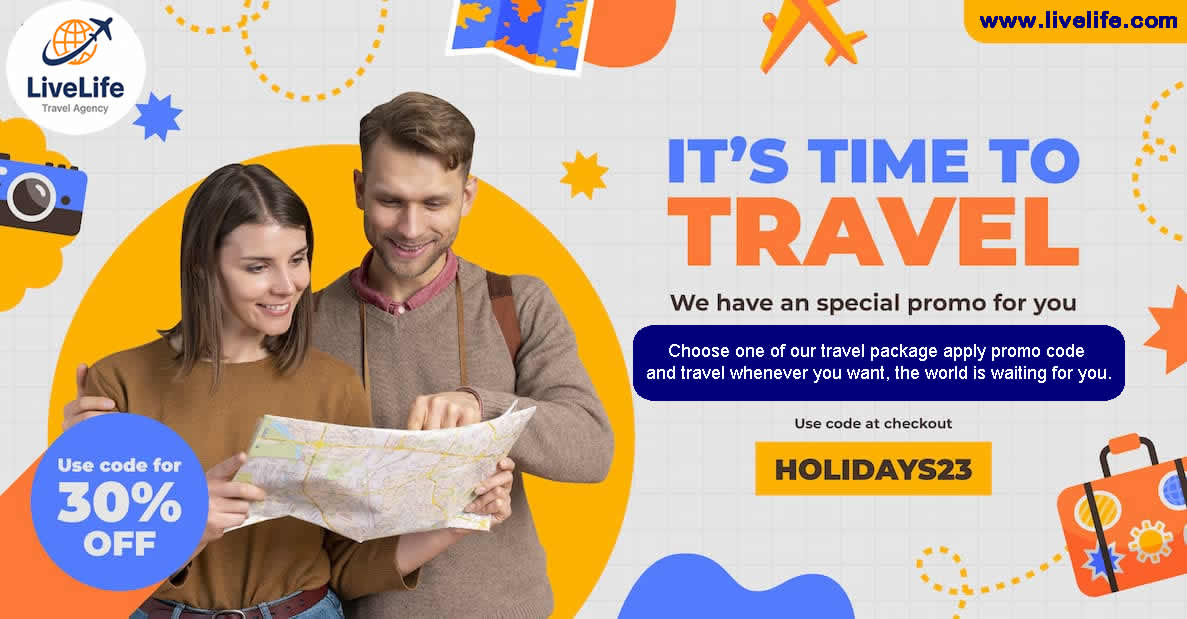 LiveLife
Travel Agency
www.livelife.com
IT'S TIME TO
TRAVEL
We have an special promo for you
Choose one of our travel package apply promo code
and travel whenever you want, the world is waiting for you.
Use code at checkout
HOLIDAYS23
Use code for
30%
OFF